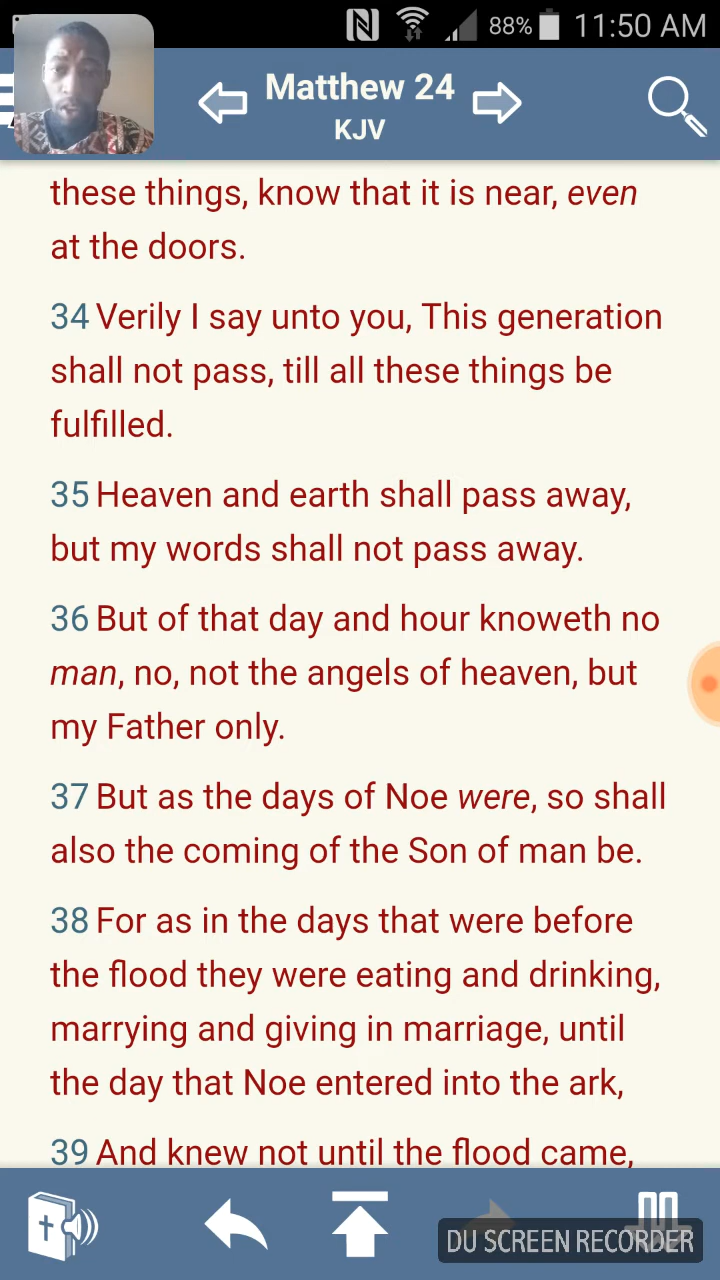 88% 11:50 AM
Matthew 24
KJV
these things, know that it is near, even
at the doors.
34 Verily I say unto you, This generation
shall not pass, till all these things be
fulfilled.
35 Heaven and earth shall pass away,
but my words shall not pass away.
36 But of that day and hour knoweth no
man, no, not the angels of heaven, but
my Father only.
37 But as the days of Noe were, so shall
also the coming of the Son of man be.
38 For as in the days that were before
the flood they were eating and drinking,
marrying and giving in marriage, until
the day that Noe entered into the ark,
39 And knew not until the flood came,
DU SCREEN RECORDER